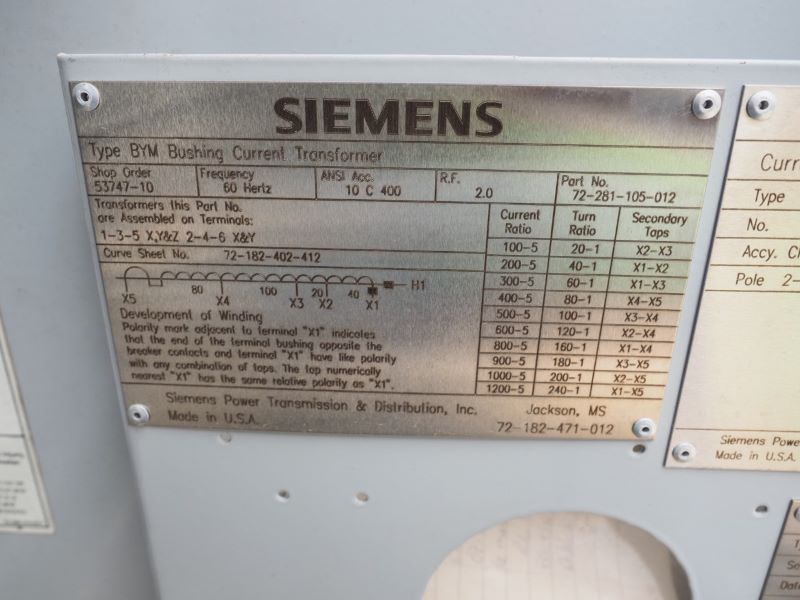 SIEMENS
Type BYM Bushing Current Transformer
Shop Order Frequency ANSI Acc. R.F. Part No.
53747-10 60 Hertz 10 C 400 2.0 72-281-105-012
Transformers this Part No.
are Assembled on Terminals:
1-3-5 X,Y&Z 2-4-6 X&Y
Curve Sheet No. 72-182-402-412
80 100 20 40 H1
X5 X4 X3 X2 X1
Development of Winding
Polarity mark adjacent to terminal "X1" indicates
that the end of the terminal bushing opposite the
breaker contacts and terminal "X1" have like polarity
with any combination of taps. The tap numerically
nearest "X1" has the same relative polarity as "X1".
Current Ratio Turn Ratio Secondary Taps
100-5 20-1 X2-X3
200-5 40-1 X1-X2
300-5 60-1 X1-X3
400-5 80-1 X4-X5
500-5 100-1 X3-X4
600-5 120-1 X2-X4
800-5 160-1 X1-X4
900-5 180-1 X3-X5
1000-5 200-1 X2-X5
1200-5 240-1 X1-X5
Siemens Power Transmission & Distribution, Inc. Jackson, MS
Made in U.S.A. 72-182-471-012
Curr
Type
No.
Accy. Cl
Pole 2-
Siemens Powe
Made in U.S.A.